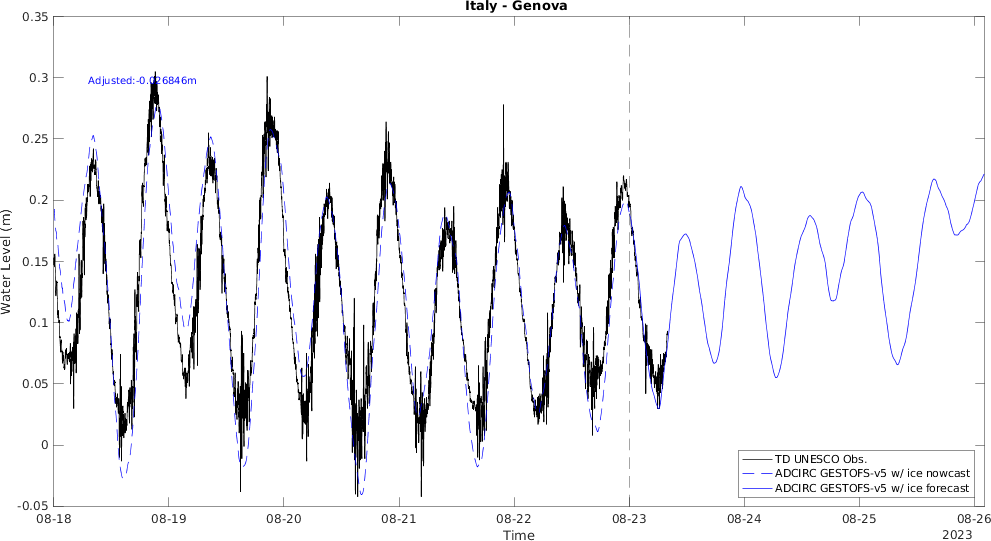 Italy - Genova
0.35
0.3
0.25
0.2
0.15
0.1
0.05
0
-0.05
Water Level (m)
Adjusted:-0.026846m
TD UNESCO Obs.
ADCIRC GESTOFS-v5 w/ ice nowcast
ADCIRC GESTOFS-v5 w/ ice forecast
08-18 08-19 08-20 08-21 08-22 08-23 08-24 08-25 08-26
Time
2023